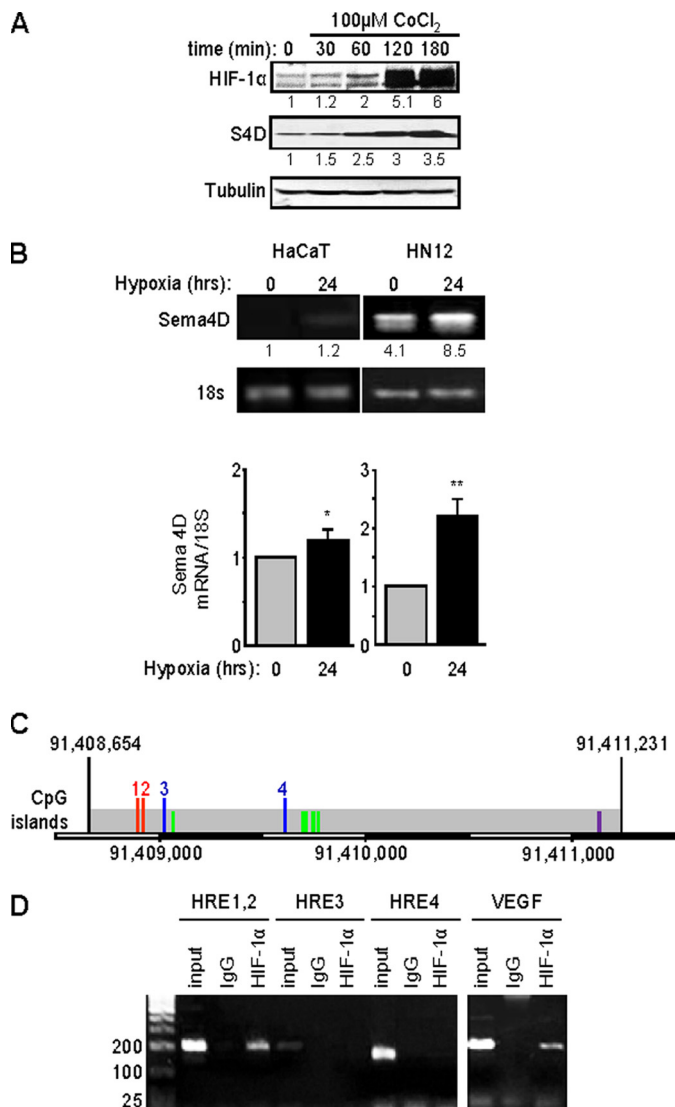 A
100µM CoCl2
time (min): 0 30 60 120 180
HIF-1α
1 1.2 2 5.1 6
S4D
1 1.5 2.5 3 3.5
Tubulin
B
HaCaT HN12
Hypoxia (hrs): 0 24 0 24
Sema4D
1 1.2 4.1 8.5
18s
2 3
* **
2
1
1
0 0
Sema 4D
mRNA/18S
Hypoxia (hrs): 0 24 0 24
C
91,408,654 91,411,231
12 3 4
CpG
islands
91,409,000 91,410,000 91,411,000
D
HRE1,2 HRE3 HRE4 VEGF
input IgG HIF-1α input IgG HIF-1α input IgG HIF-1α input IgG HIF-1α
200
100
25